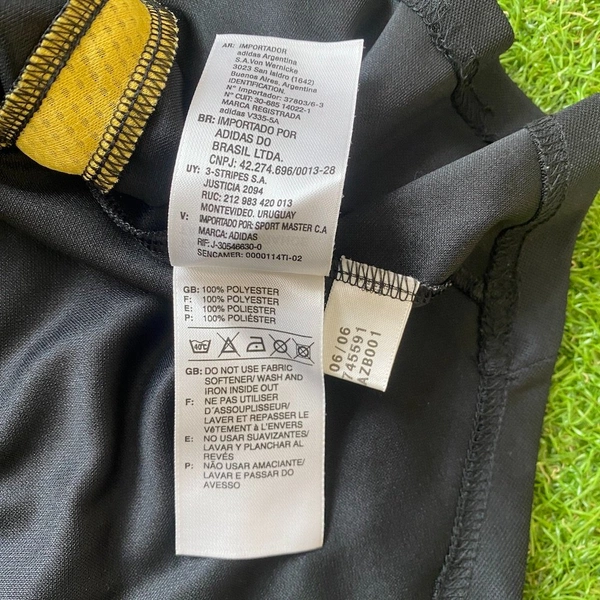 AR: IMPORTADOR
adidas Argentina
S.A.Von Wernicke
3023 San Isidro (1642)
Buenos Aires. Argentina
IDENTIFICATION.
N° Importador: 37803/6-3
N° CUIT: 30-685 14022-1
MARCA REGISTRADA
adidas V335-5A
BR: IMPORTADO POR
ADIDAS DO
BRASIL LTDA.
CNPJ: 42.274.696/0013-28
UY: 3-STRIPES S.A.
JUSTICIA 2094
RUC: 212 983 420 013
MONTEVIDEO. URUGUAY
V: IMPORTADO POR: SPORT MASTER C.A
MARCA: ADIDAS
RIF: J-30546630-0
SENCAMER: 0000114TI-02
GB: 100% POLYESTER
F: 100% POLYESTER
E: 100% POLIESTER
P: 100% POLIÉSTER
40°C
GB: DO NOT USE FABRIC
SOFTENER/ WASH AND
IRON INSIDE OUT
F: NE PAS UTILISER
D'ASSOUPLISSEUR/
LAVER ET REPASSER LE
VêTEMENT à L'ENVERS
E: NO USAR SUAVIZANTES/
LAVAR Y PLANCHAR AL
REVÉS
P: NÃO USAR AMACIANTE/
LAVAR E PASSAR DO
AVESSO
06/06
745591
AZB001